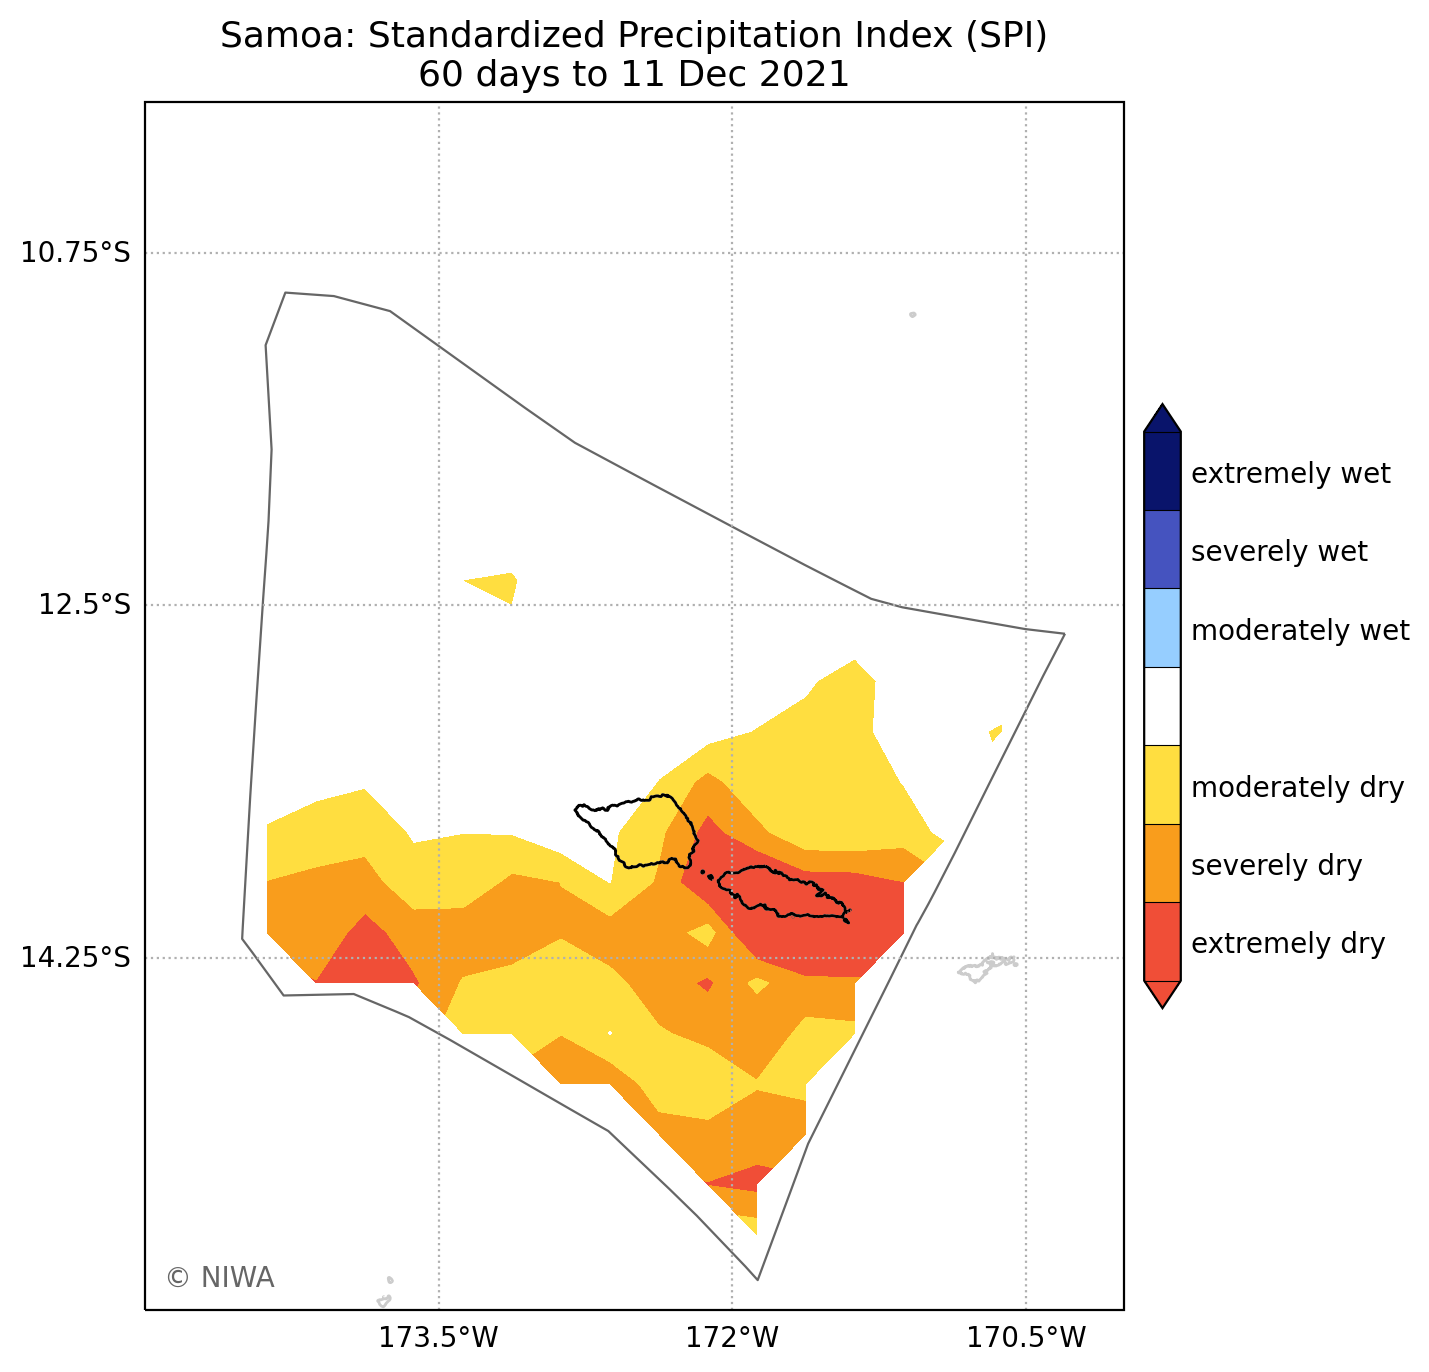 Samoa: Standardized Precipitation Index (SPI)
60 days to 11 Dec 2021
10.75°S
12.5°S
14.25°S
173.5°W
172°W
170.5°W
extremely wet
severely wet
moderately wet
moderately dry
severely dry
extremely dry
© NIWA